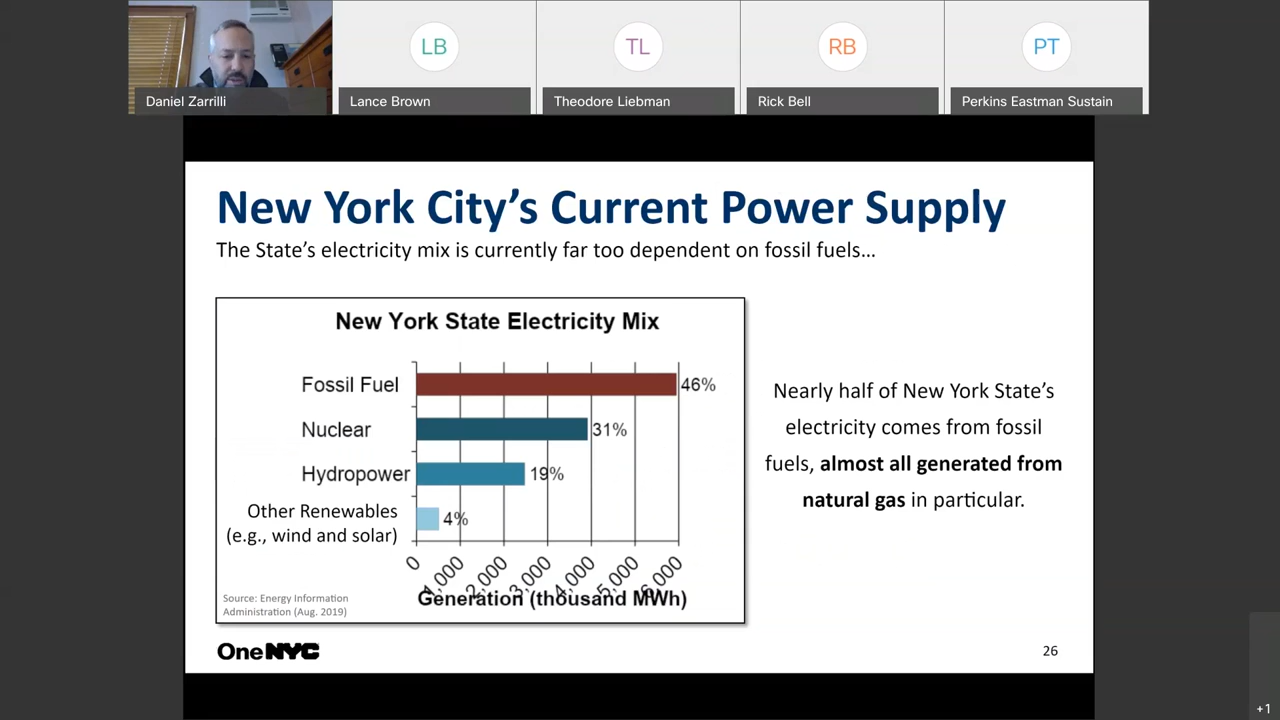 LB
TL
RB
PT
Daniel Zarrilli
Lance Brown
Theodore Liebman
Rick Bell
Perkins Eastman Sustain
New York City's Current Power Supply
The State's electricity mix is currently far too dependent on fossil fuels...
New York State Electricity Mix
Fossil Fuel
46%
Nuclear
31%
Hydropower
19%
Other Renewables
(e.g., wind and solar)
4%
0
1,000
2,000
3,000
4,000
5,000
6,000
Generation (thousand MWh)
Source: Energy Information
Administration (Aug. 2019)
Nearly half of New York State's
electricity comes from fossil
fuels, almost all generated from
natural gas in particular.
OneNYC
26
+1